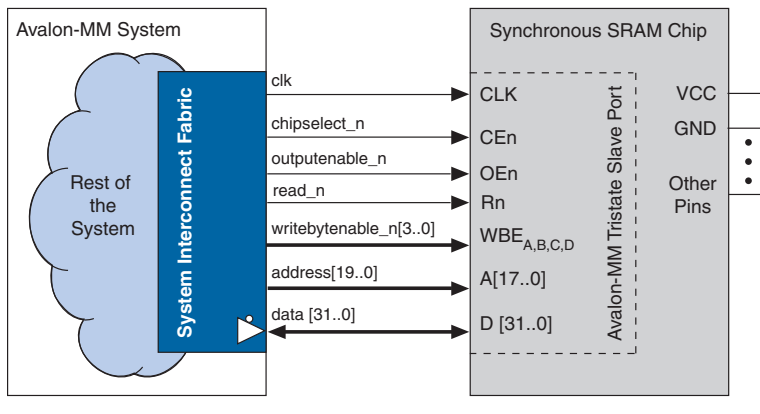 Avalon-MM System
Rest of
the
System
System Interconnect Fabric
clk
chipselect_n
outputenable_n
read_n
writebytenable_n[3..0]
address[19..0]
data [31..0]
Synchronous SRAM Chip
CLK
CEn
OEn
Rn
WBE A,B,C,D
A[17..0]
D [31..0]
Avalon-MM Tristate Slave Port
VCC
GND
Other
Pins